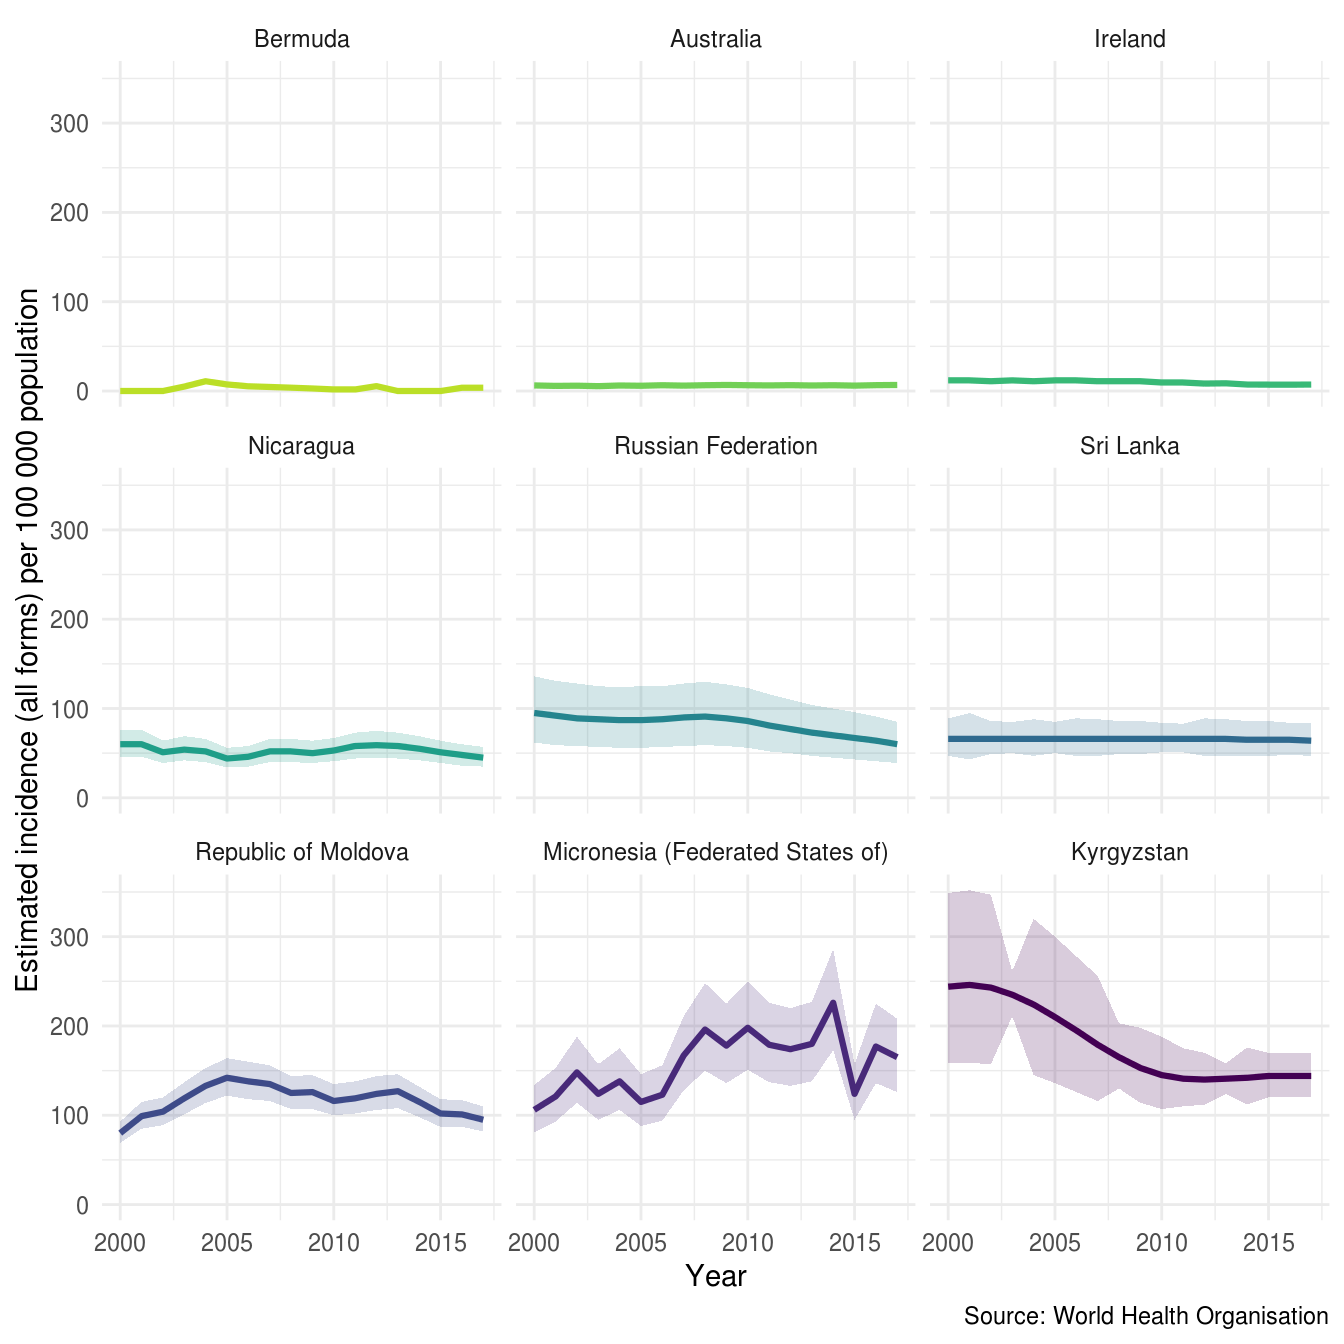 Bermuda
Australia
Ireland
300
200
100
0
Nicaragua
Russian Federation
Sri Lanka
300
200
100
0
Republic of Moldova
Micronesia (Federated States of)
Kyrgyzstan
300
200
100
0
2000 2005 2010 2015
2000 2005 2010 2015
2000 2005 2010 2015
Estimated incidence (all forms) per 100 000 population
Year
Source: World Health Organisation